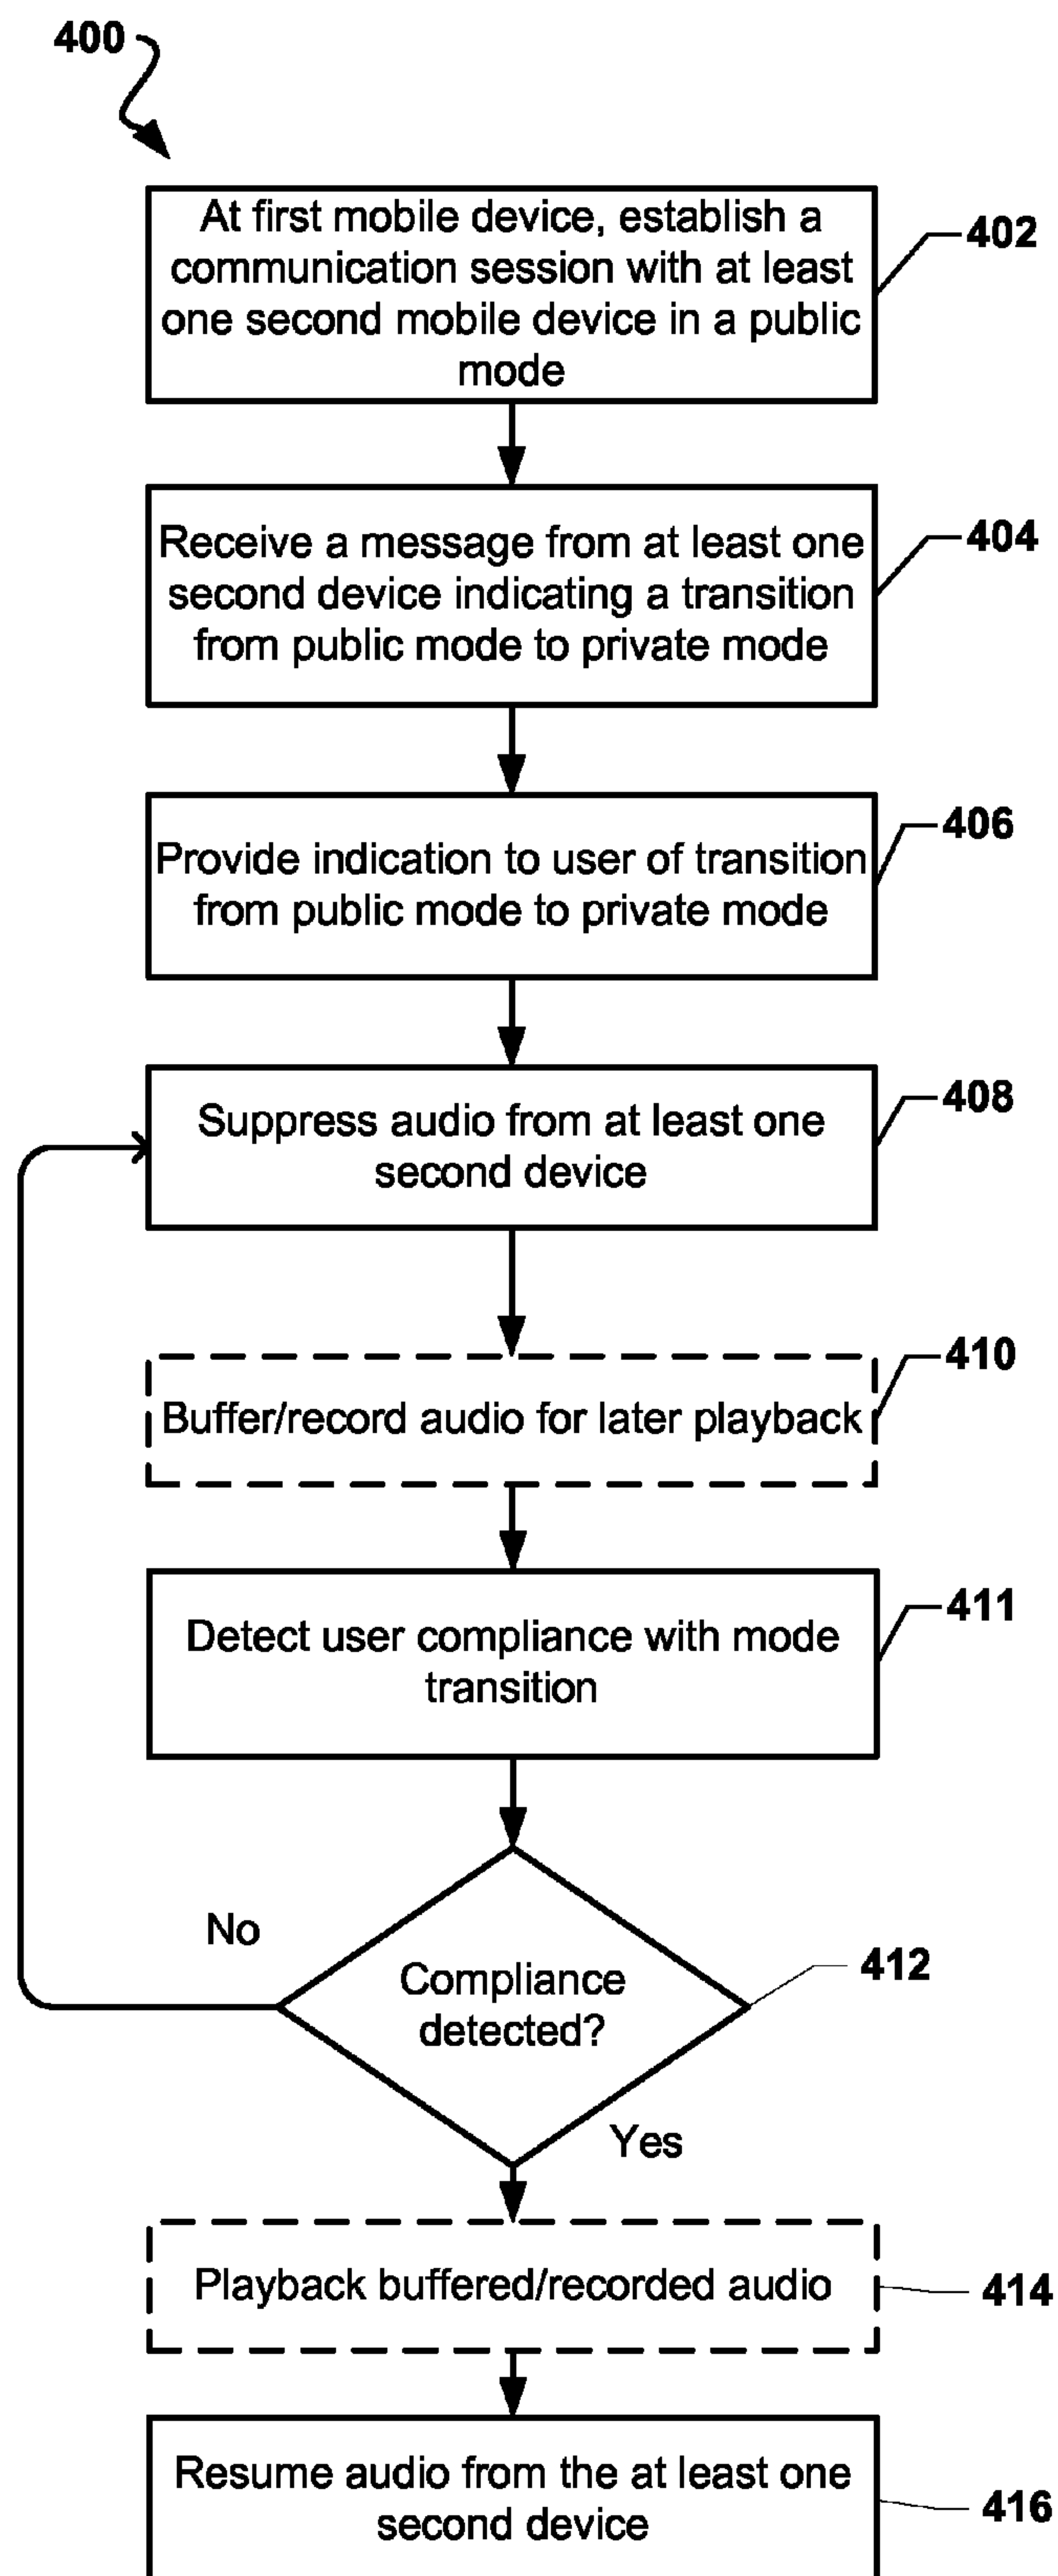 400
At first mobile device, establish a
communication session with at least
one second mobile device in a public
mode
402
Receive a message from at least one
second device indicating a transition
from public mode to private mode
404
Provide indication to user of transition
from public mode to private mode
406
Suppress audio from at least one
second device
408
Buffer/record audio for later playback
410
Detect user compliance with mode
transition
411
No
Compliance
detected?
412
Yes
Playback buffered/recorded audio
414
Resume audio from the at least one
second device
416